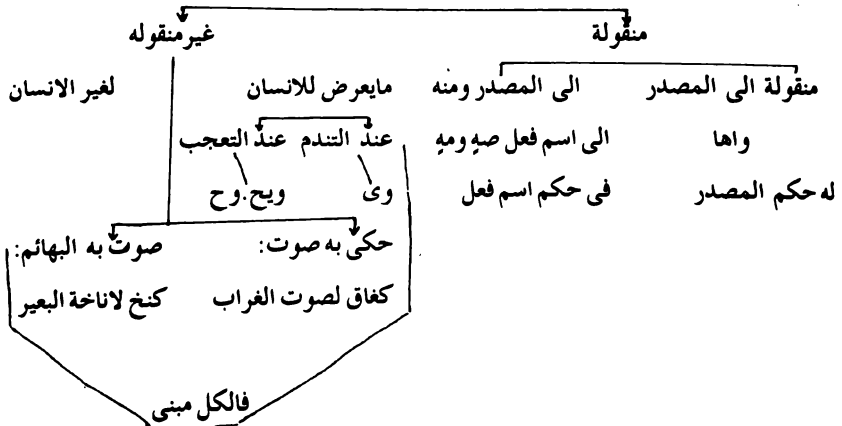 منقولة غيرمنقوله
منقولة الى المصدر الى المصدر ومنه مايعرض للانسان لغير الانسان
واها الى اسم فعل صهٍ ومهٍ عند التندم عند التعجب
له حكم المصدر فى حكم اسم فعل وى ويح.وح
حكى به صوت: صوت به البهائم:
كغاق لصوت الغراب كنخ لاناخة البعير
فالكل مبنى